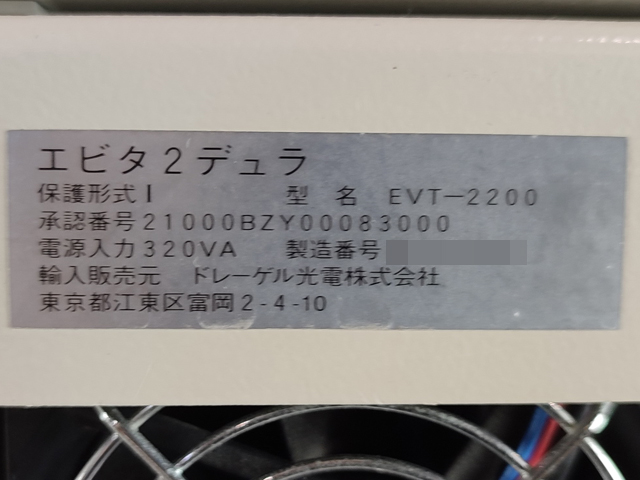 エビタ2デュラ
保護形式I 型名 EVT-2200
承認番号21000BZY00083000
電源入力320VA 製造番号
輸入販売元 ドレーゲル光電株式会社
東京都江東区富岡2-4-10